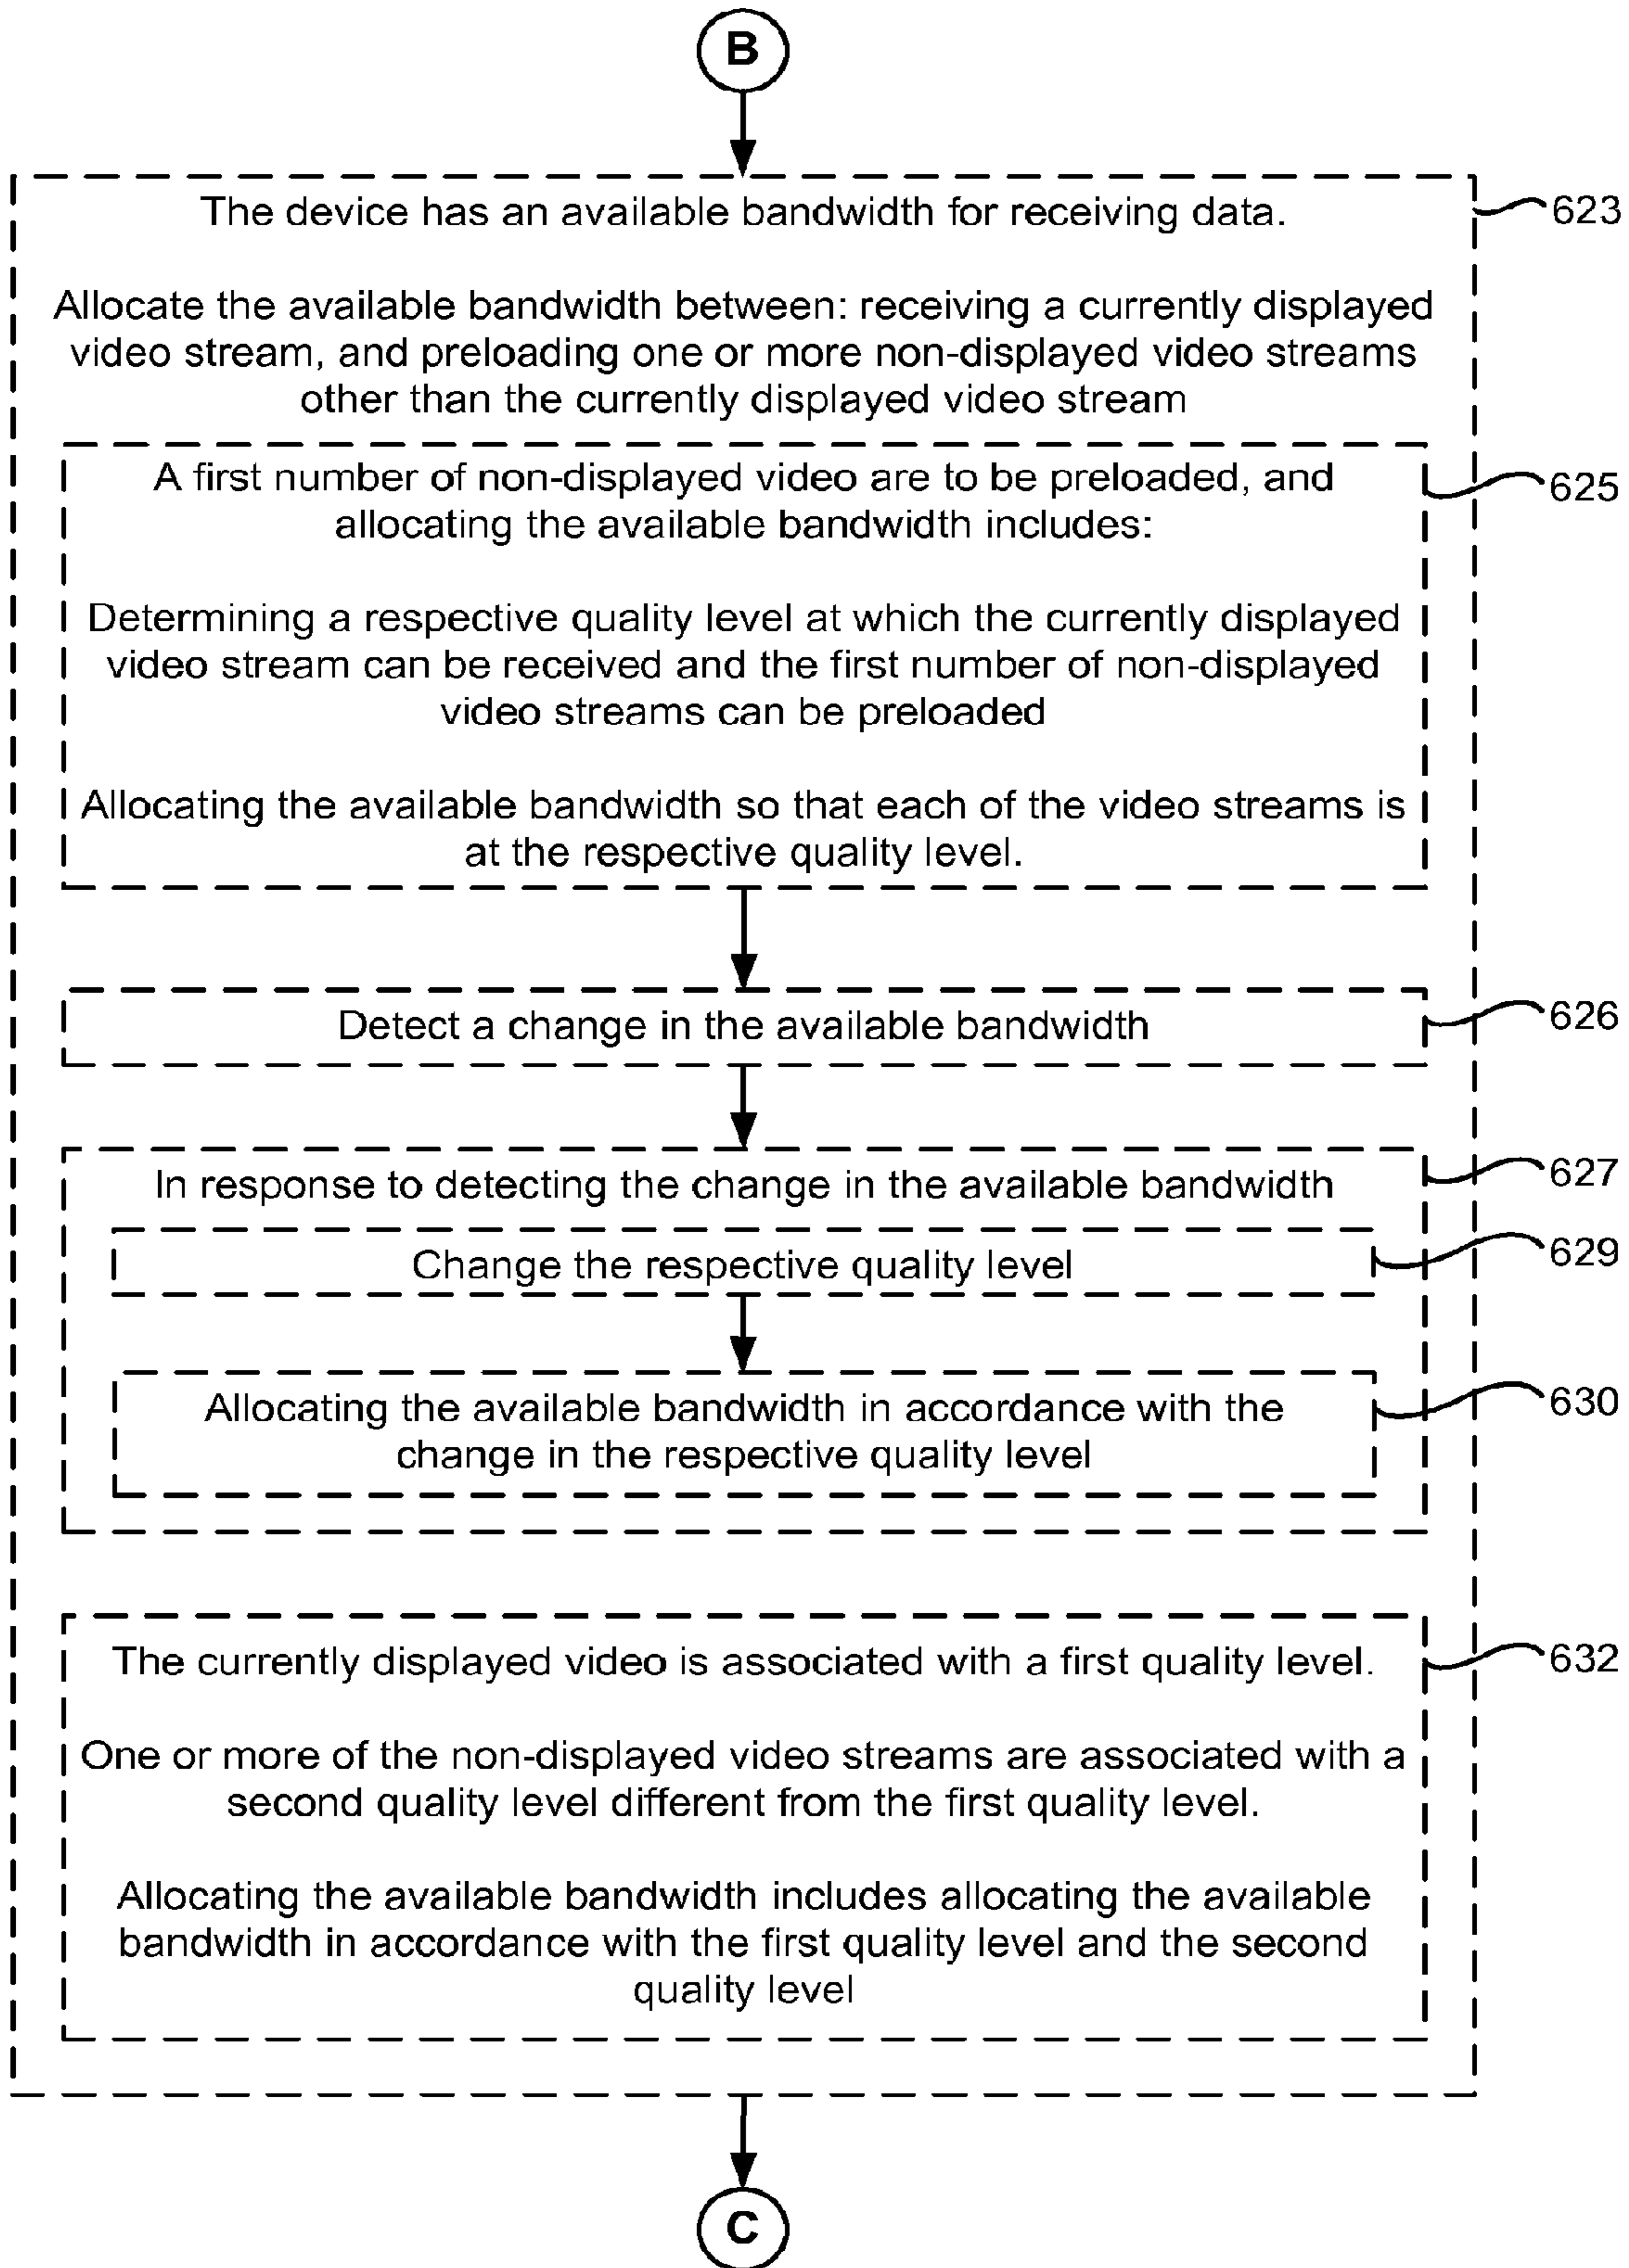 B
The device has an available bandwidth for receiving data.
623
Allocate the available bandwidth between: receiving a currently displayed
video stream, and preloading one or more non-displayed video streams
other than the currently displayed video stream
A first number of non-displayed video are to be preloaded, and
allocating the available bandwidth includes:
625
Determining a respective quality level at which the currently displayed
video stream can be received and the first number of non-displayed
video streams can be preloaded
Allocating the available bandwidth so that each of the video streams is
at the respective quality level.
Detect a change in the available bandwidth
626
In response to detecting the change in the available bandwidth
627
Change the respective quality level
629
Allocating the available bandwidth in accordance with the
change in the respective quality level
630
The currently displayed video is associated with a first quality level.
632
One or more of the non-displayed video streams are associated with a
second quality level different from the first quality level.
Allocating the available bandwidth includes allocating the available
bandwidth in accordance with the first quality level and the second
quality level
C